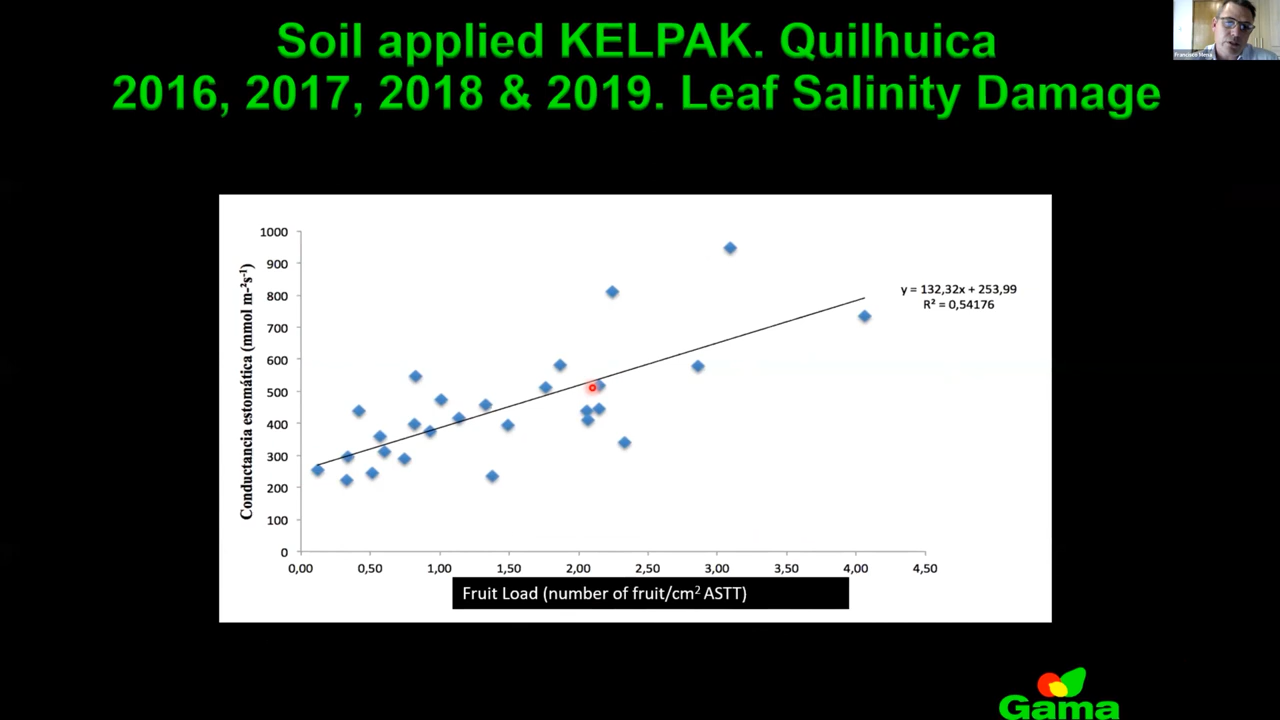 Soil applied KELPAK. Quilhuica
2016, 2017, 2018 & 2019. Leaf Salinity Damage
Francisco Mena
1000
900
800
700
600
500
400
300
200
100
0
Conductancia estomática (mmol m-²s⁻¹)
y = 132,32x + 253,99
R² = 0,54176
0,00 0,50 1,00 1,50 2,00 2,50 3,00 3,50 4,00 4,50
Fruit Load (number of fruit/cm² ASTT)
Gama